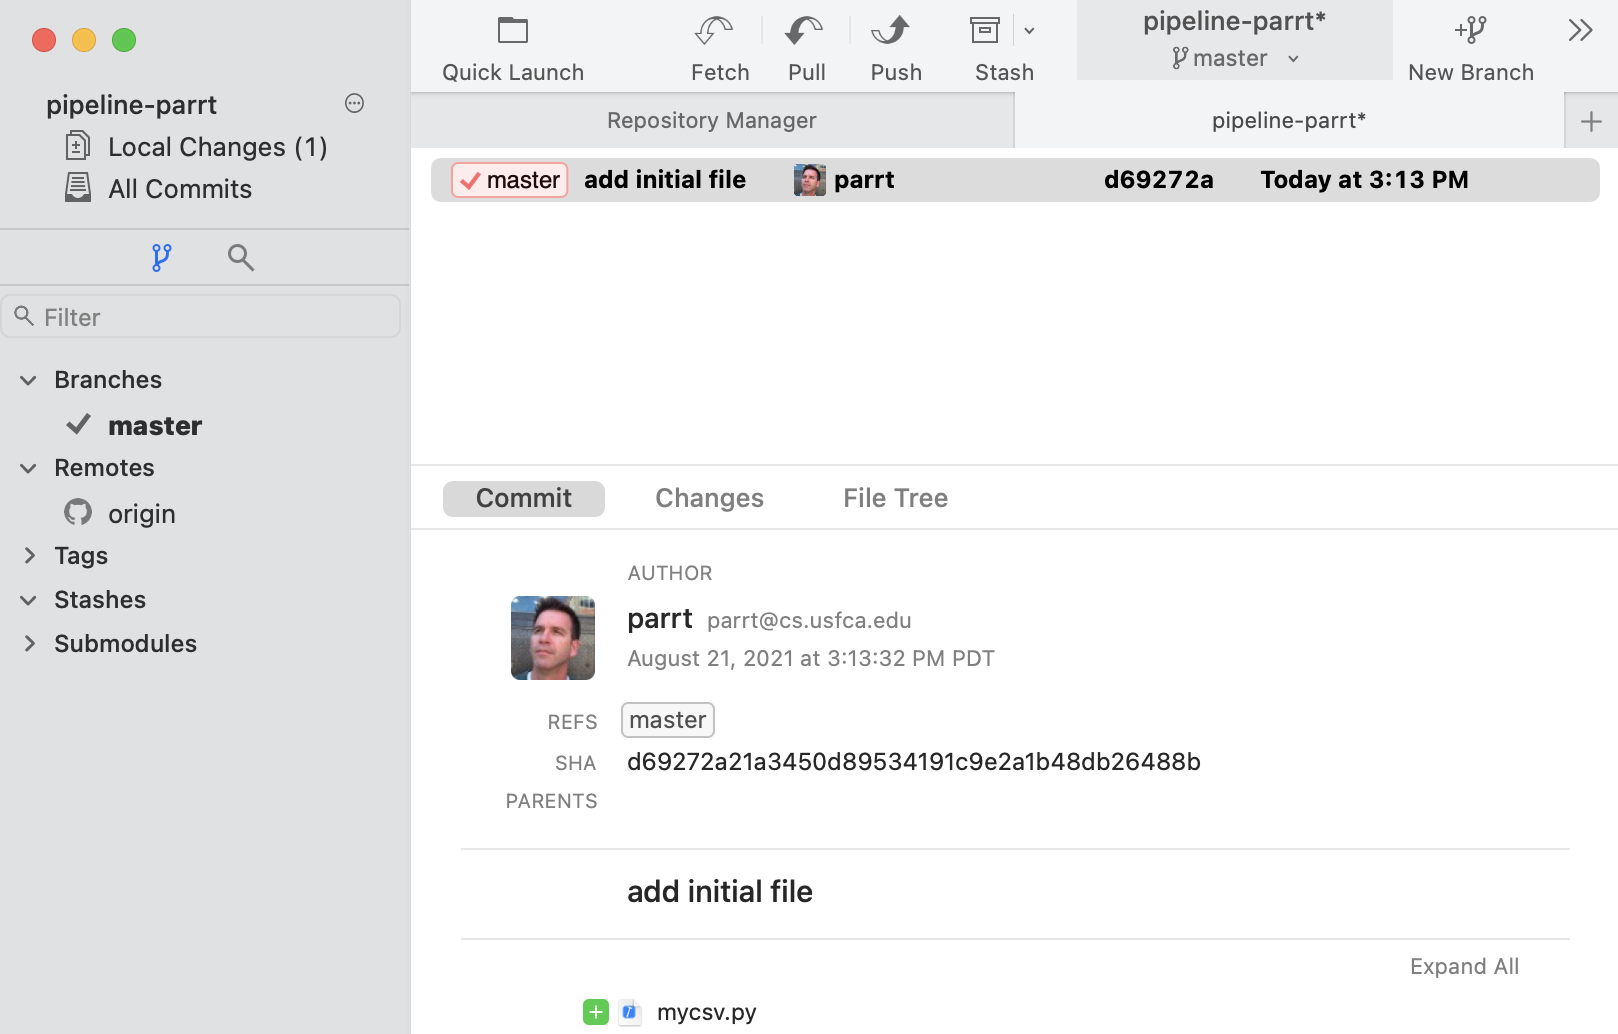 pipeline-parrt
Local Changes (1)
All Commits
Filter
Branches
master
Remotes
origin
Tags
Stashes
Submodules
Quick Launch
Fetch
Pull
Push
Stash
pipeline-parrt*
master
New Branch
Repository Manager
pipeline-parrt*
master add initial file parrt d69272a Today at 3:13 PM
Commit Changes File Tree
AUTHOR
parrt parrt@cs.usfca.edu
August 21, 2021 at 3:13:32 PM PDT
REFS master
SHA d69272a21a3450d89534191c9e2a1b48db26488b
PARENTS
add initial file
Expand All
mycsv.py